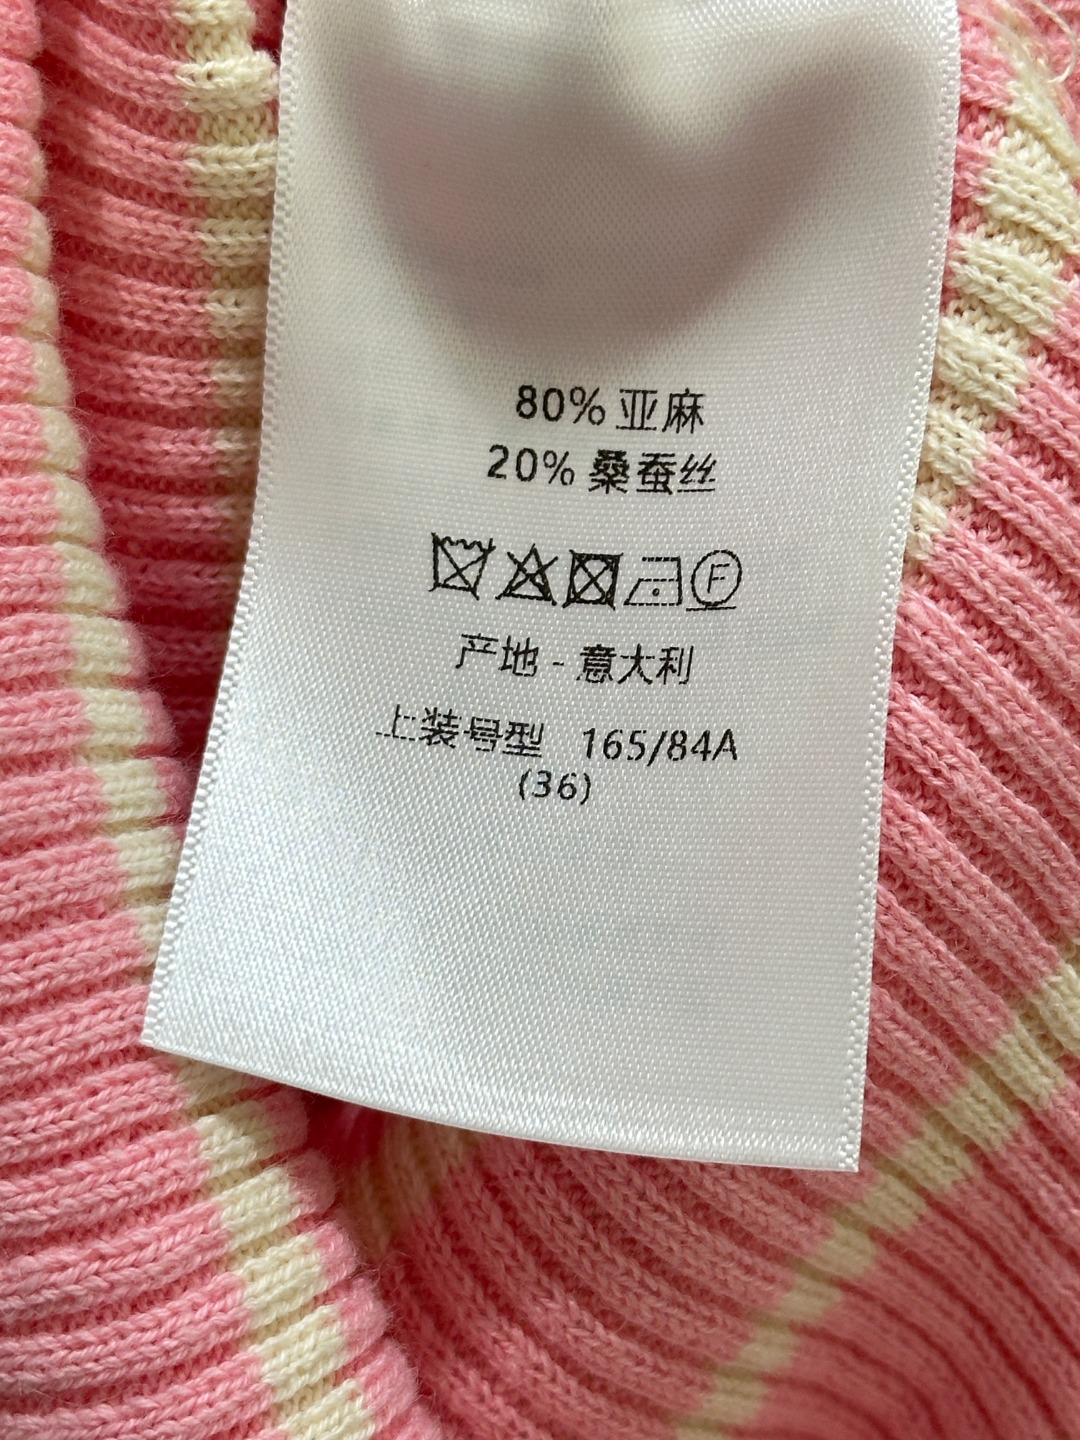 80% 亚麻
20% 桑蚕丝
F
产地 - 意大利
上装号型 165/84A
(36)